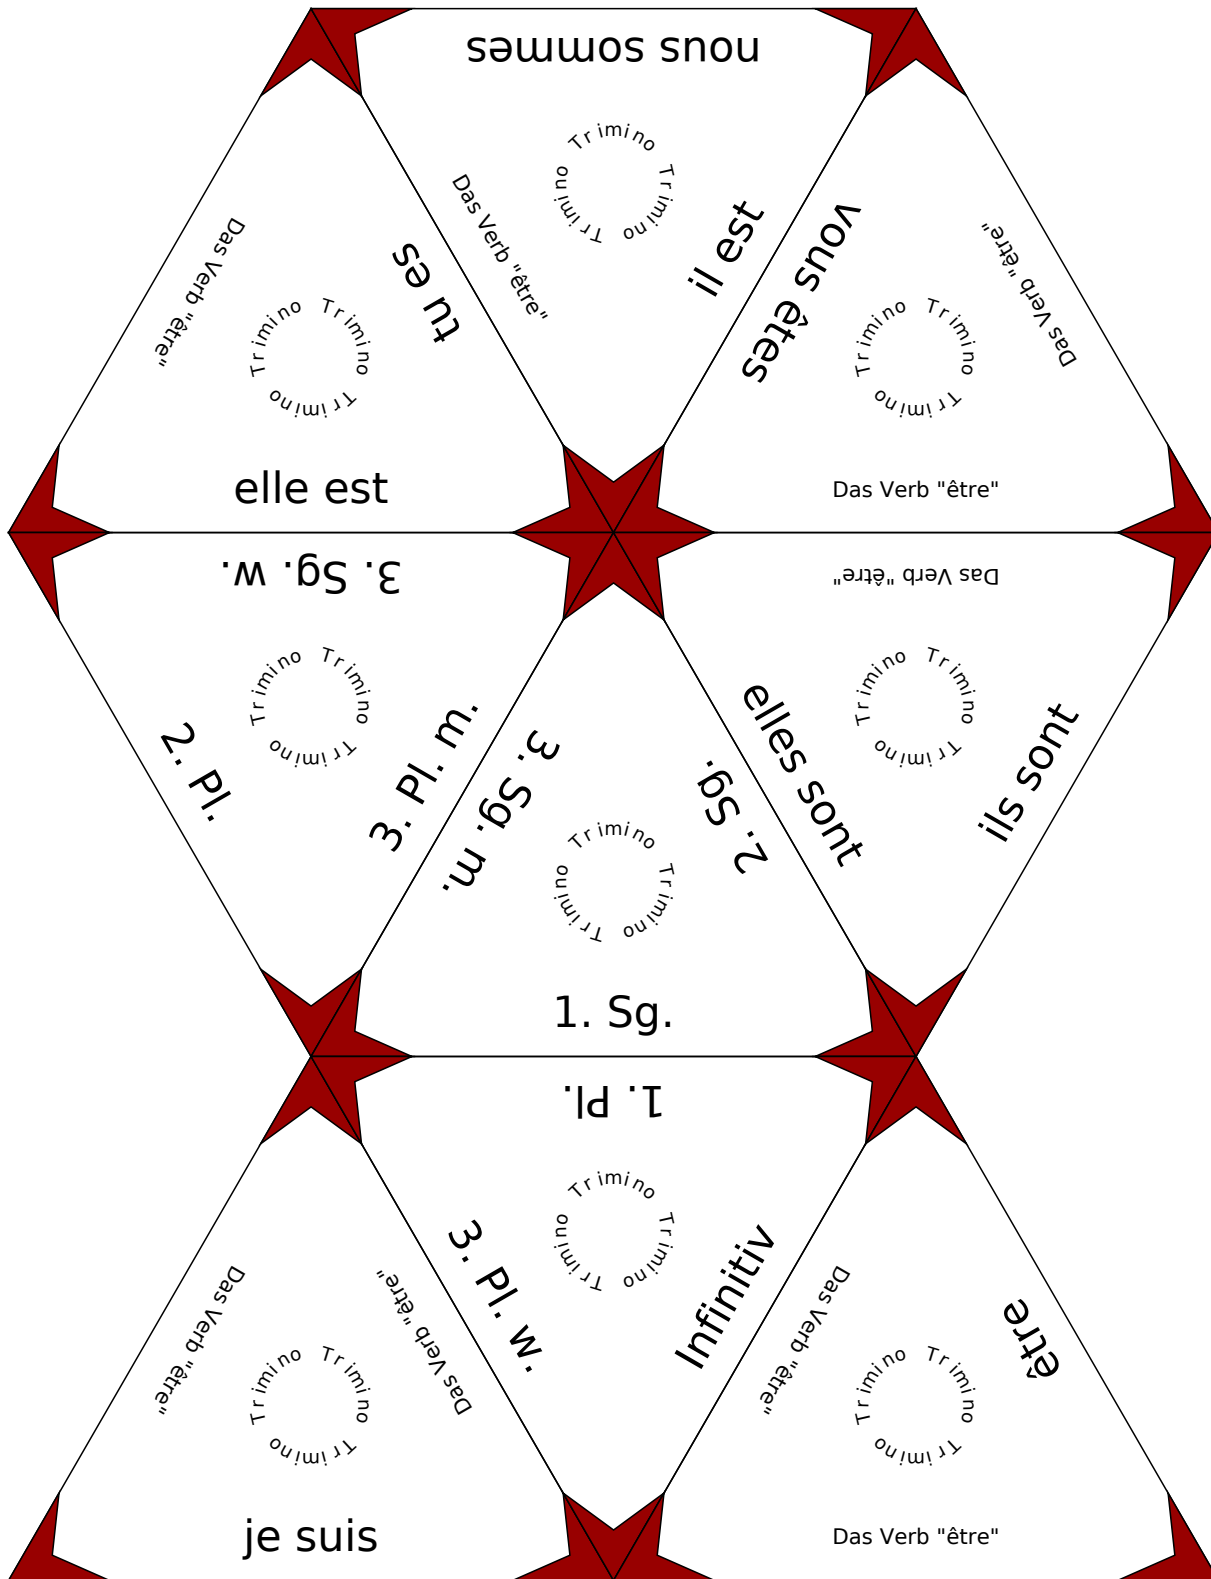 nous sommes
Trimino Trimino Trimino
Das Verb "être"
il est
Das Verb "être"
tu es
Trimino Trimino Trimino
elle est
vous êtes
Das Verb "être"
Trimino Trimino Trimino
Das Verb "être"
3. Sg. w.
Trimino Trimino Trimino
2. Pl.
3. Pl. m.
3. Sg. m.
2. Sg.
Trimino Trimino Trimino
1. Sg.
Das Verb "être"
Trimino Trimino Trimino
elles sont
ils sont
1. Pl.
Trimino Trimino Trimino
3. Pl. w.
Infinitiv
Das Verb "être"
Das Verb "être"
Trimino Trimino Trimino
je suis
Das Verb "être"
être
Trimino Trimino Trimino
Das Verb "être"